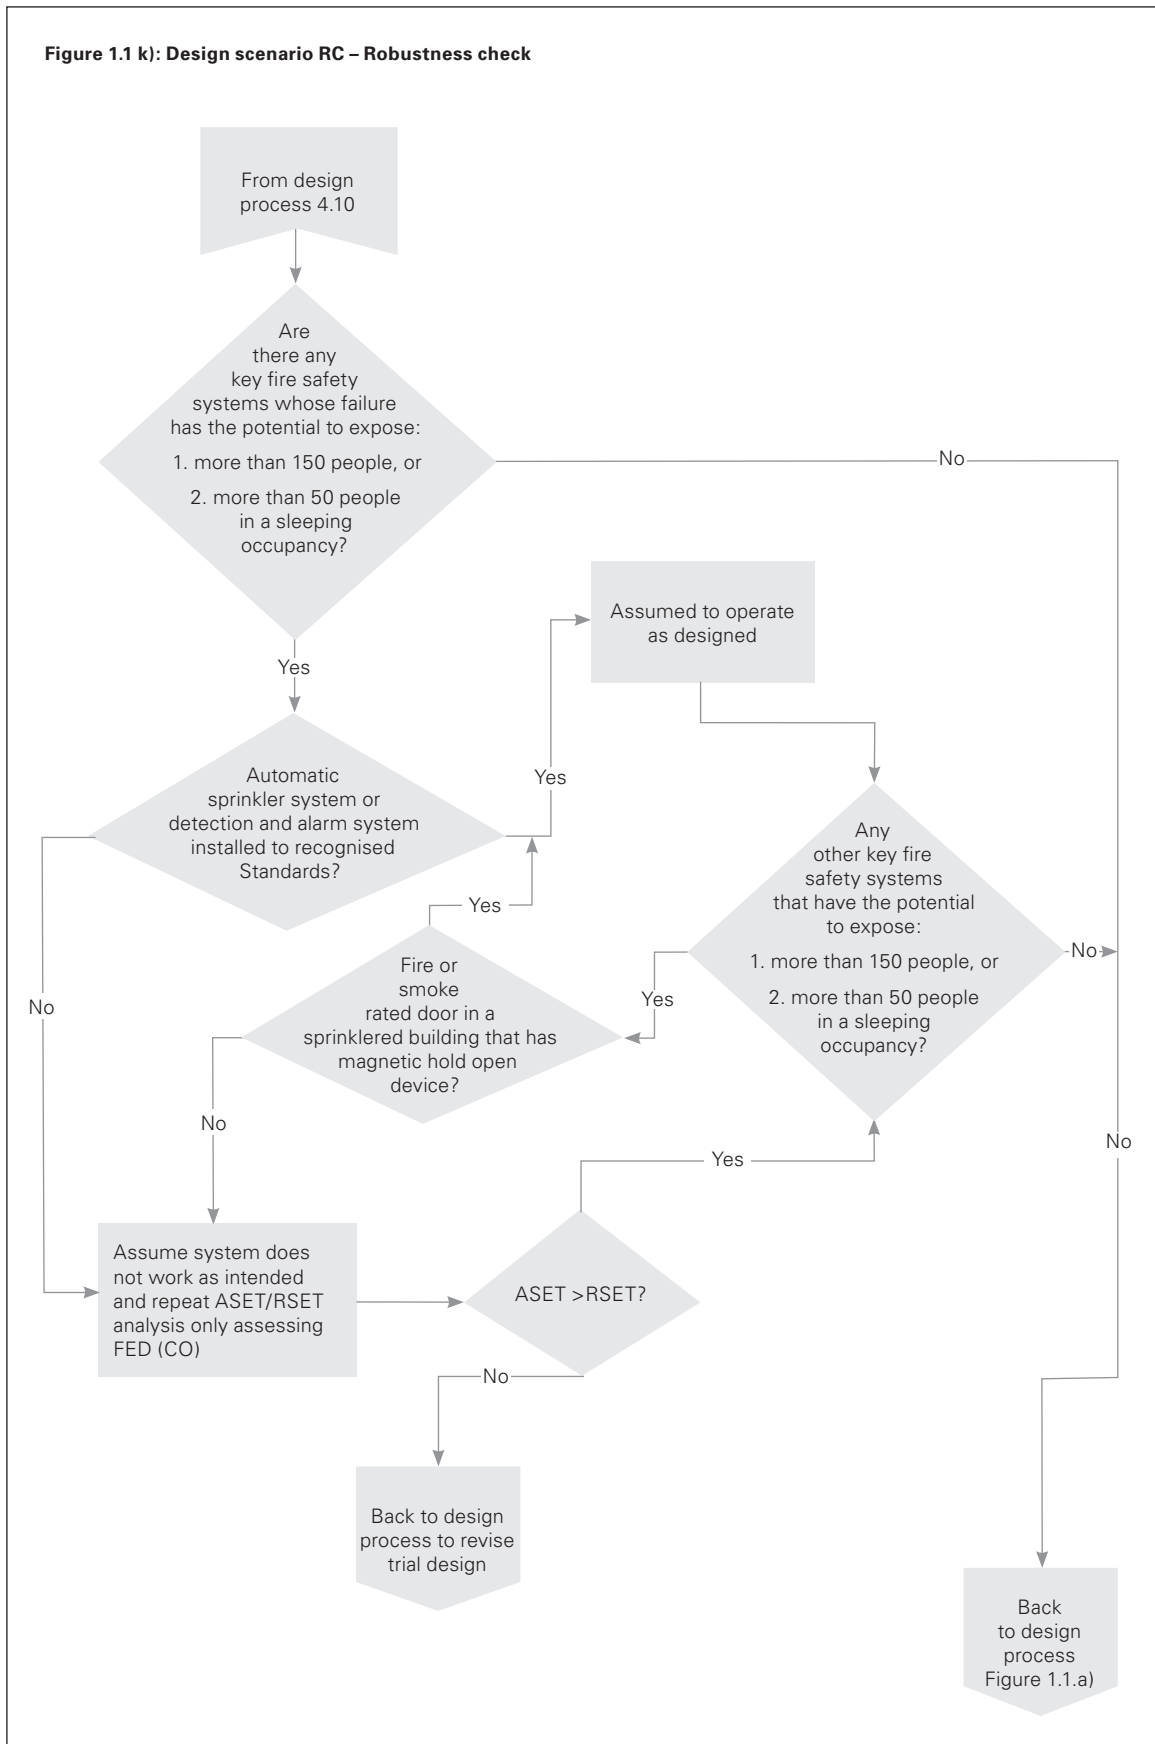 Figure 1.1 k): Design scenario RC – Robustness check
From design
process 4.10
Are
there any
key fire safety
systems whose failure
has the potential to expose:
1. more than 150 people, or
2. more than 50 people
in a sleeping
occupancy?
No
Yes
Assumed to operate
as designed
Automatic
sprinkler system or
detection and alarm system
installed to recognised
Standards?
Yes
No
Any
other key fire
safety systems
that have the potential
to expose:
1. more than 150 people, or
2. more than 50 people
in a sleeping
occupancy?
No
Yes
Fire or
smoke
rated door in a
sprinklered building that has
magnetic hold open
device?
Yes
No
No
Yes
Assume system does
not work as intended
and repeat ASET/RSET
analysis only assessing
FED (CO)
ASET >RSET?
No
Back to design
process to revise
trial design
Back
to design
process
Figure 1.1.a)